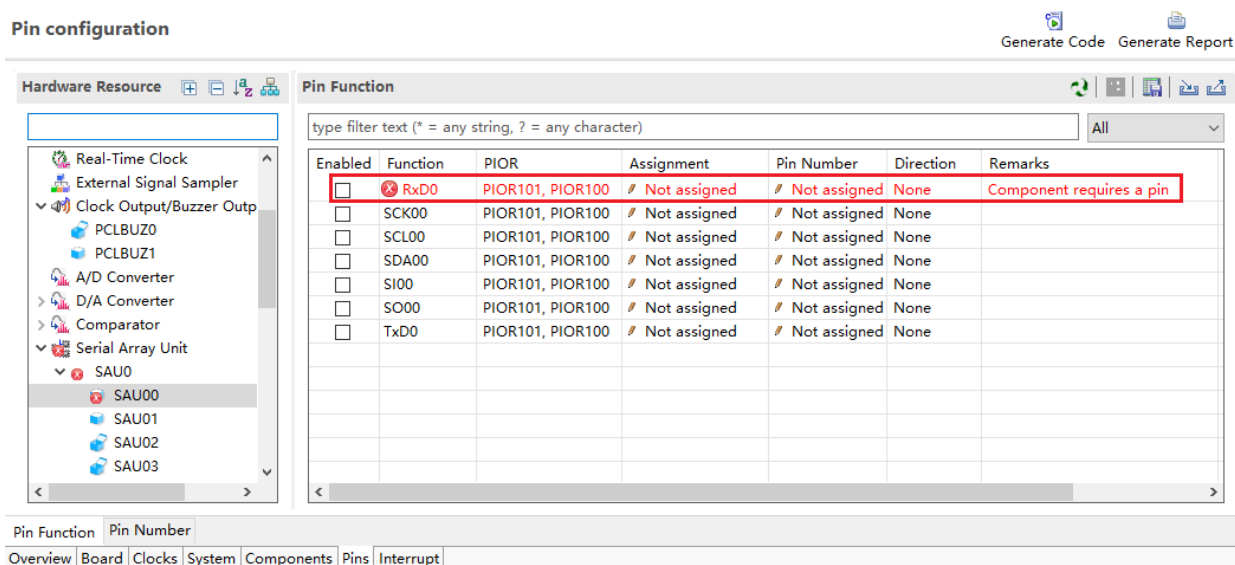 Pin configuration
Generate Code Generate Report
Hardware Resource
Pin Function
type filter text (* = any string, ? = any character)
All
Real-Time Clock
External Signal Sampler
Clock Output/Buzzer Outp
PCLBUZ0
PCLBUZ1
A/D Converter
D/A Converter
Comparator
Serial Array Unit
SAU0
SAU00
SAU01
SAU02
SAU03
Enabled Function PIOR Assignment Pin Number Direction Remarks
RxD0 PIOR101, PIOR100 Not assigned Not assigned None Component requires a pin
SCK00 PIOR101, PIOR100 Not assigned Not assigned None
SCL00 PIOR101, PIOR100 Not assigned Not assigned None
SDA00 PIOR101, PIOR100 Not assigned Not assigned None
SI00 PIOR101, PIOR100 Not assigned Not assigned None
SO00 PIOR101, PIOR100 Not assigned Not assigned None
TxD0 PIOR101, PIOR100 Not assigned Not assigned None
Pin Function Pin Number
Overview Board Clocks System Components Pins Interrupt